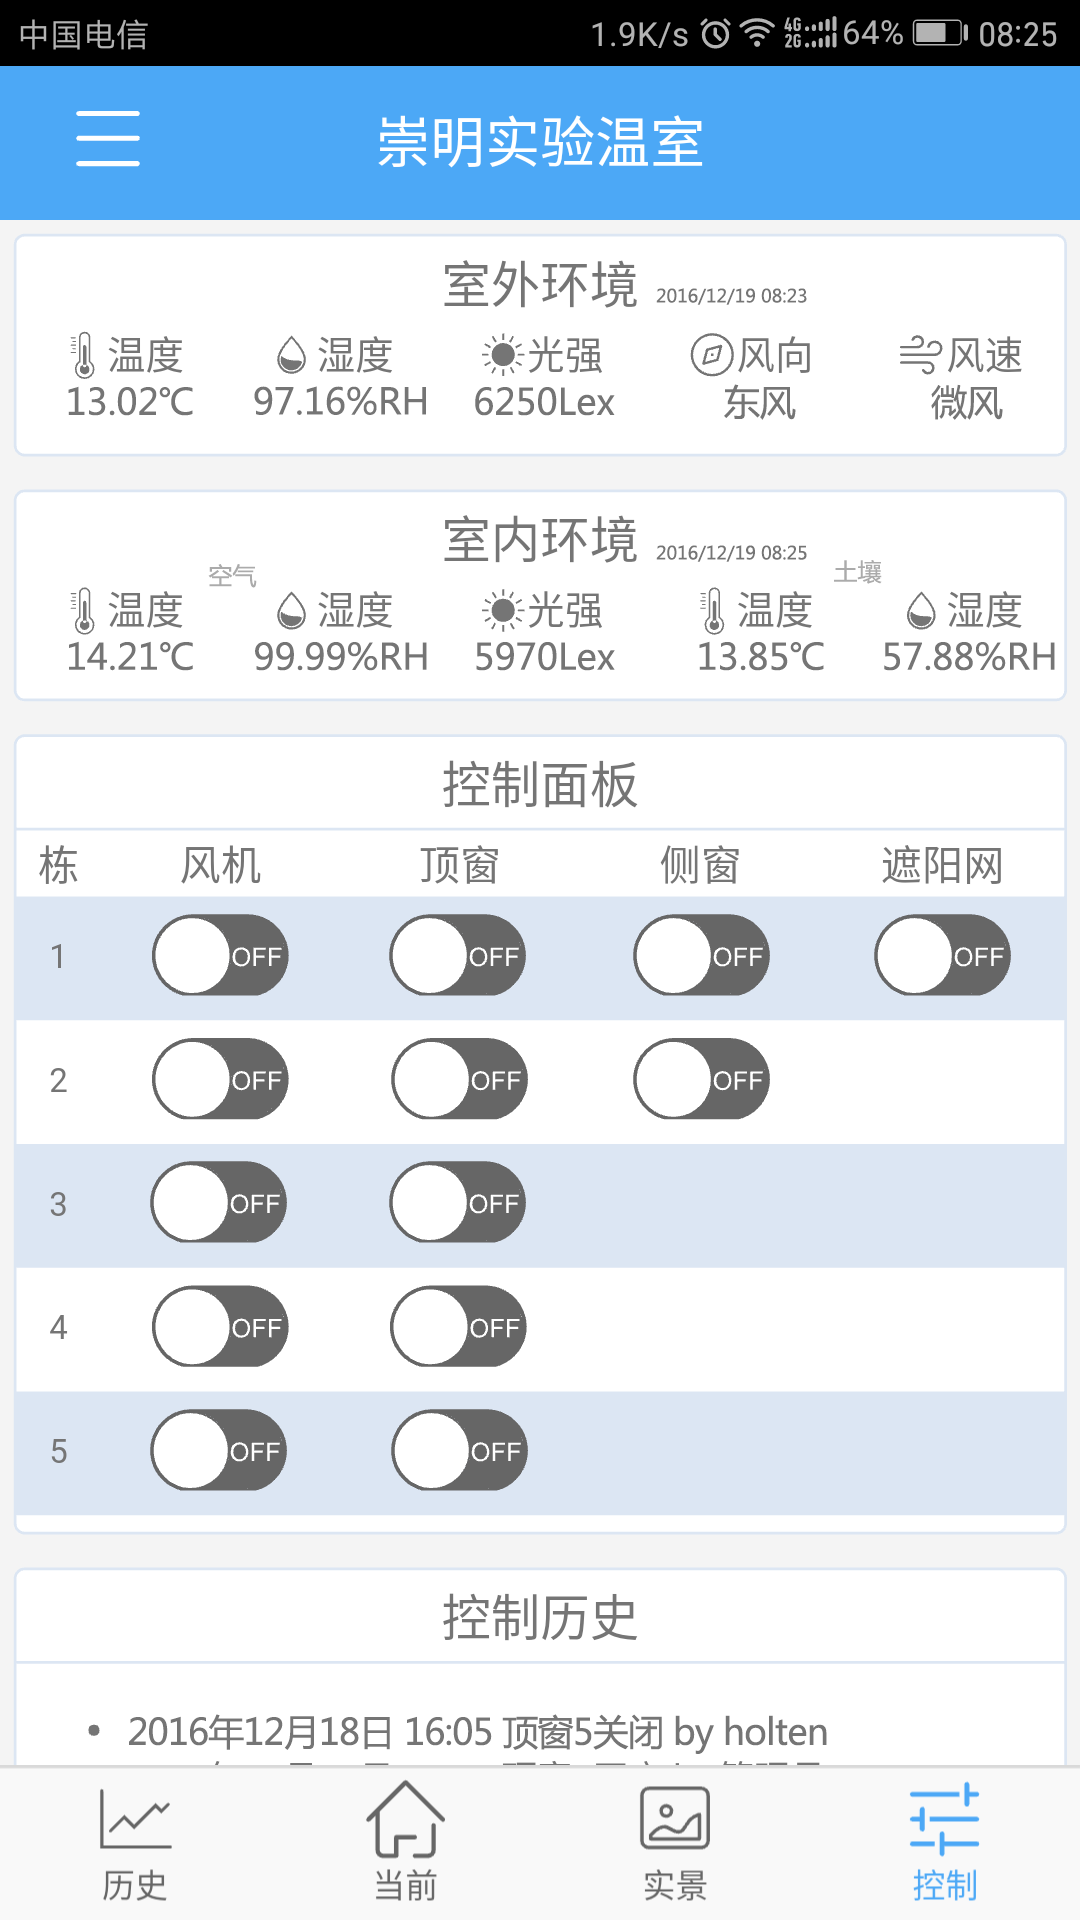 中国电信 1.9K/s 4G 2G 64% 08:25
崇明实验温室
室外环境 2016/12/19 08:23
温度 湿度 光强 风向 风速
13.02℃ 97.16%RH 6250Lex 东风 微风
室内环境 2016/12/19 08:25
空气 土壤
温度 湿度 光强 温度 湿度
14.21℃ 99.99%RH 5970Lex 13.85℃ 57.88%RH
控制面板
栋 风机 顶窗 侧窗 遮阳网
1 OFF OFF OFF OFF
2 OFF OFF OFF
3 OFF OFF
4 OFF OFF
5 OFF OFF
控制历史
• 2016年12月18日 16:05 顶窗5关闭 by holten
历史 当前 实景 控制